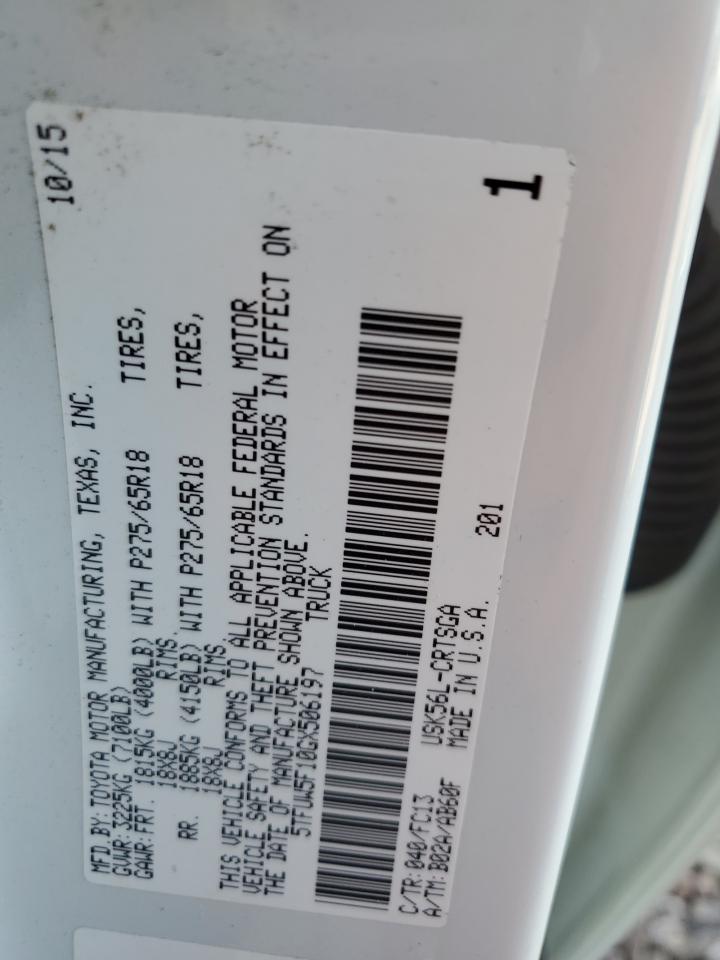 MFD.BY:TOYOTA MOTOR MANUFACTURING, TEXAS, INC. 10/15
GVWR:3225KG (7100LB)
GAWR:FRT. 1815KG (4000LB) WITH P275/65R18 TIRES,
18X8J RIMS.
RR. 1885KG (4150LB) WITH P275/65R18 TIRES,
18X8J RIMS.
THIS VEHICLE CONFORMS TO ALL APPLICABLE FEDERAL MOTOR
VEHICLE SAFETY AND THEFT PREVENTION STANDARDS IN EFFECT ON
THE DATE OF MANUFACTURE SHOWN ABOVE.
5TFUW5F10GX506197 TRUCK
C/TR:040/FC13 USK56L-CRTSGA 201
A/TM:B02A/AB60F MADE IN U.S.A.
1